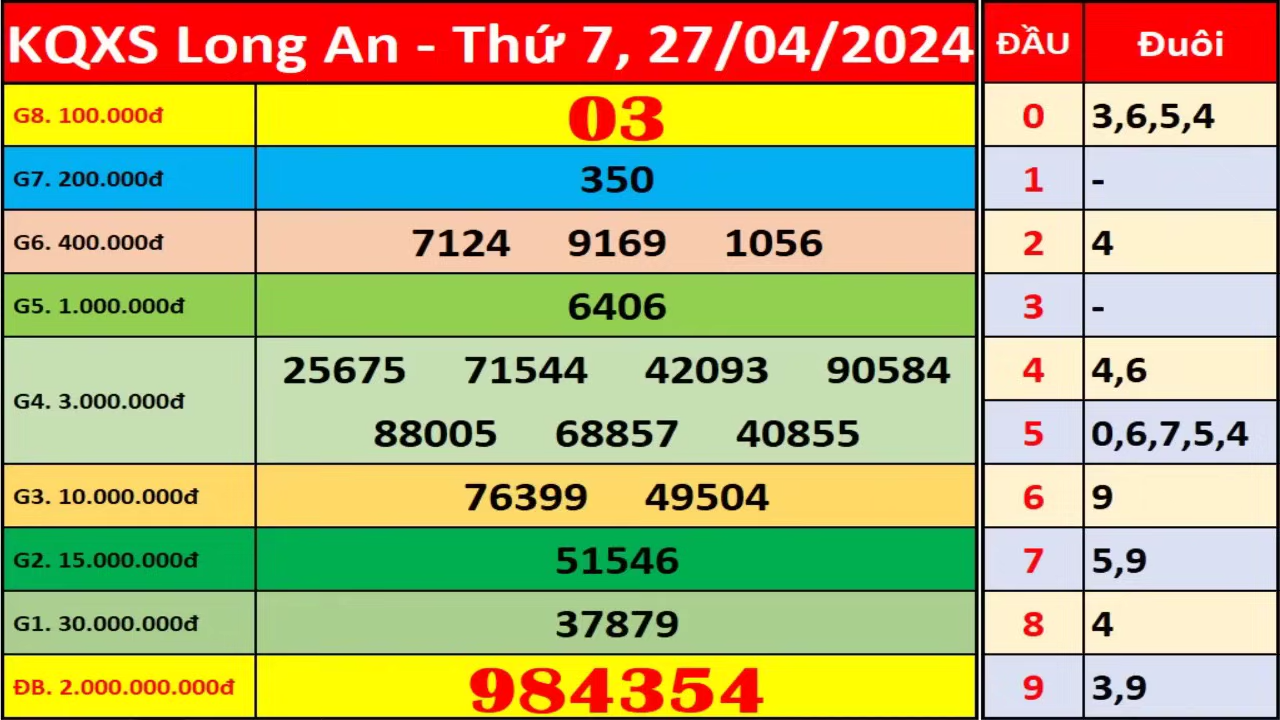 KQXS Long An - Thứ 7, 27/04/2024 ĐẦU Đuôi
G8. 100.000đ 03 0 3,6,5,4
G7. 200.000đ 350 1 -
G6. 400.000đ 7124 9169 1056 2 4
G5. 1.000.000đ 6406 3 -
25675 71544 42093 90584 4 4,6
G4. 3.000.000đ
88005 68857 40855 5 0,6,7,5,4
G3. 10.000.000đ 76399 49504 6 9
G2. 15.000.000đ 51546 7 5,9
G1. 30.000.000đ 37879 8 4
ĐB. 2.000.000.000đ 984354 9 3,9